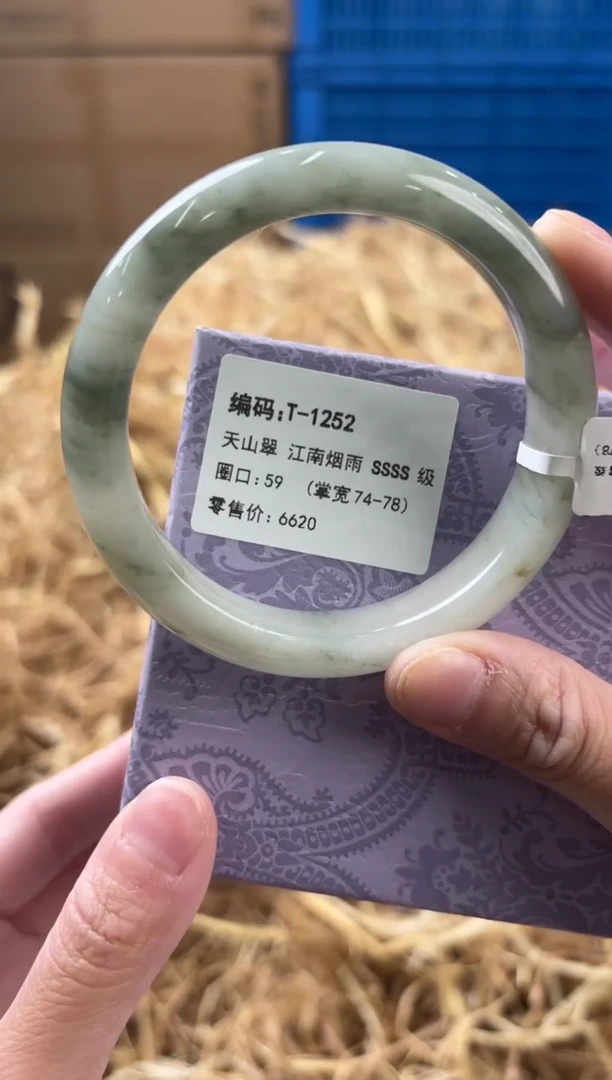 编码:T-1252
天山翠 江南烟雨 SSSS 级
圈口:59 (掌宽74-78)
零售价: 6620